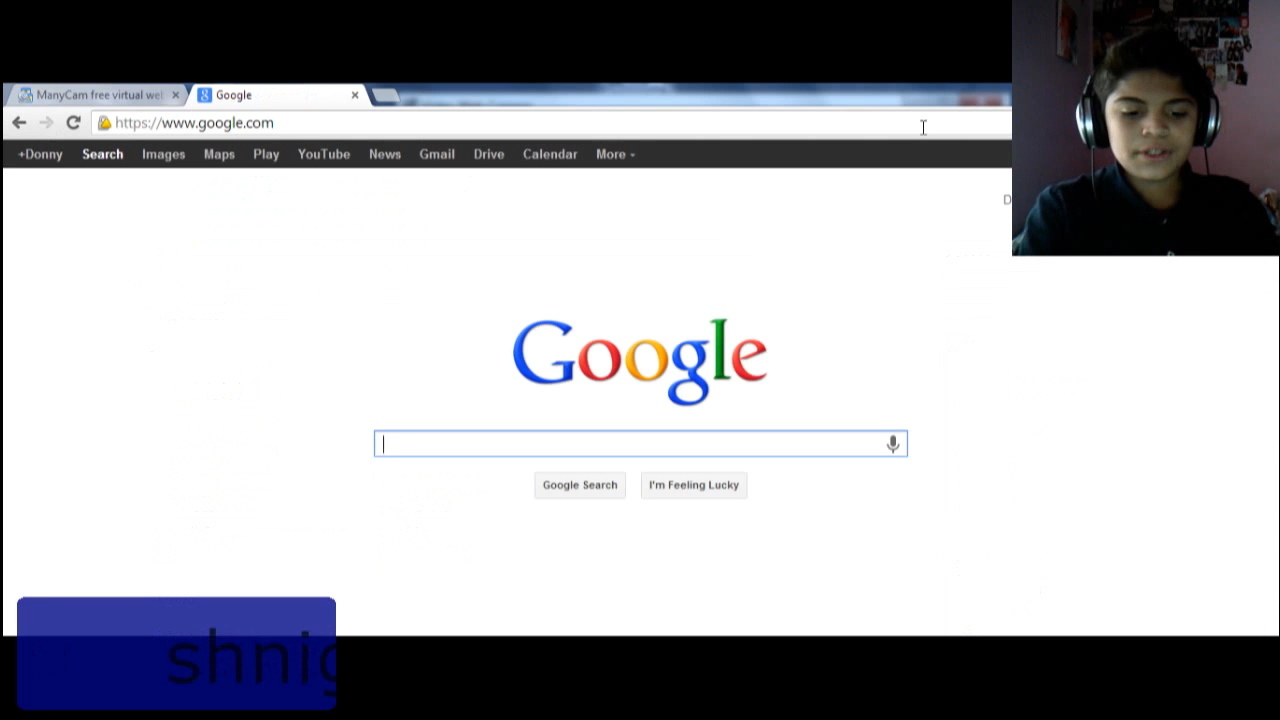 ManyCam free virtual wel
Google
https://www.google.com
+Donny Search Images Maps Play YouTube News Gmail Drive Calendar More
D
Google
Google Search I'm Feeling Lucky
shnig